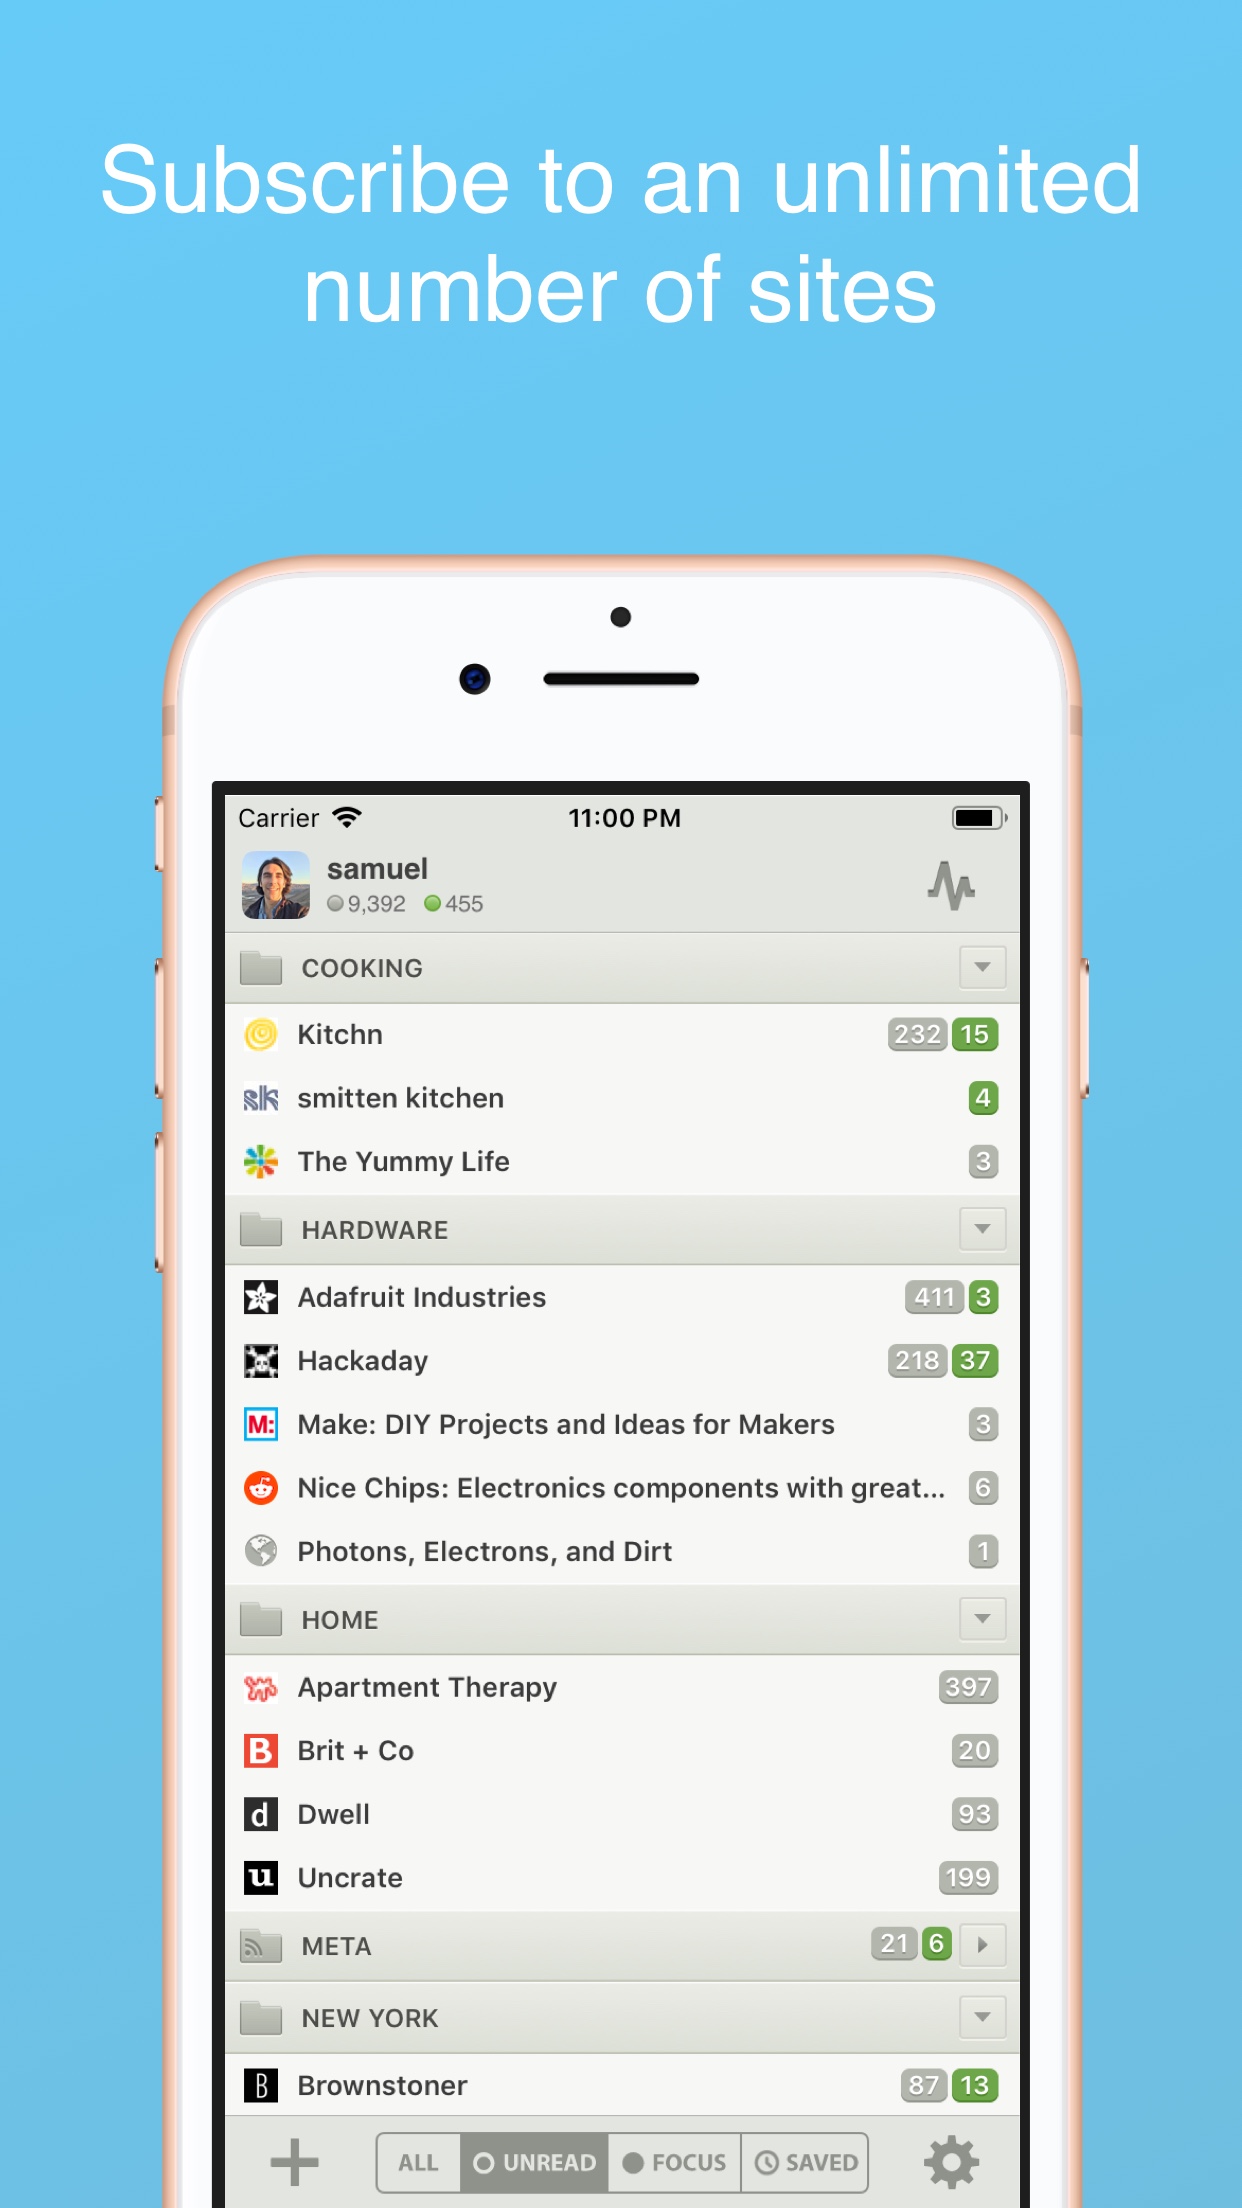 Subscribe to an unlimited
number of sites
Carrier 11:00 PM
samuel
9,392 455
COOKING
Kitchn 232 15
sk smitten kitchen 4
The Yummy Life 3
HARDWARE
Adafruit Industries 411 3
Hackaday 218 37
M: Make: DIY Projects and Ideas for Makers 3
Nice Chips: Electronics components with great... 6
Photons, Electrons, and Dirt 1
HOME
Apartment Therapy 397
B Brit + Co 20
d Dwell 93
u Uncrate 199
META 21 6
NEW YORK
B Brownstoner 87 13
ALL UNREAD FOCUS SAVED